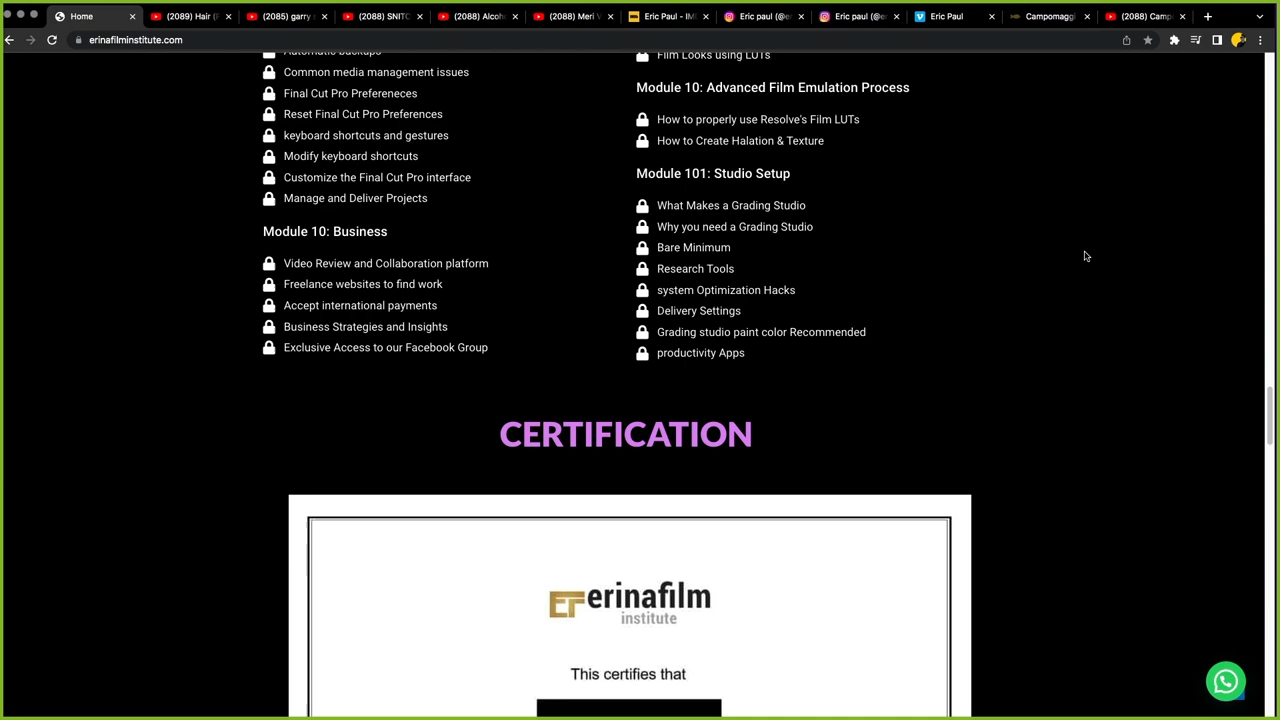 Home
(2089) Hair (F
(2085) garry
(2088) SNITC
(2088) Alcoh
(2088) Meri
Eric Paul - IM
Eric paul (@e
Eric paul (@e
Eric Paul
Campomaggi
(2088) Camp
erinafilminstitute.com
Automatic backups
Common media management issues
Final Cut Pro Prefereneces
Reset Final Cut Pro Preferences
keyboard shortcuts and gestures
Modify keyboard shortcuts
Customize the Final Cut Pro interface
Manage and Deliver Projects
Module 10: Business
Video Review and Collaboration platform
Freelance websites to find work
Accept international payments
Business Strategies and Insights
Exclusive Access to our Facebook Group
Film Looks using LUTs
Module 10: Advanced Film Emulation Process
How to properly use Resolve's Film LUTs
How to Create Halation & Texture
Module 101: Studio Setup
What Makes a Grading Studio
Why you need a Grading Studio
Bare Minimum
Research Tools
system Optimization Hacks
Delivery Settings
Grading studio paint color Recommended
productivity Apps
CERTIFICATION
EF erinafilm
institute
This certifies that